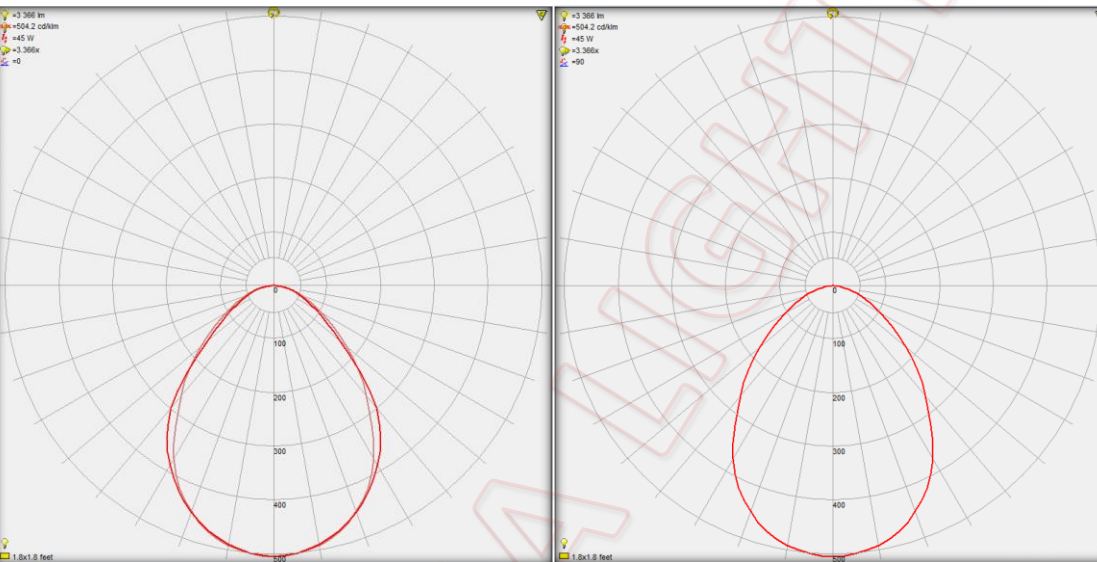 =3 366 lm
=504.2 cd/klm
=45 W
=3.366x
=0
0
100
200
300
400
500
1.8x1.8 feet
=3 366 lm
=504.2 cd/klm
=45 W
=3.366x
=90
0
100
200
300
400
500
1.8x1.8 feet
A LIGHT